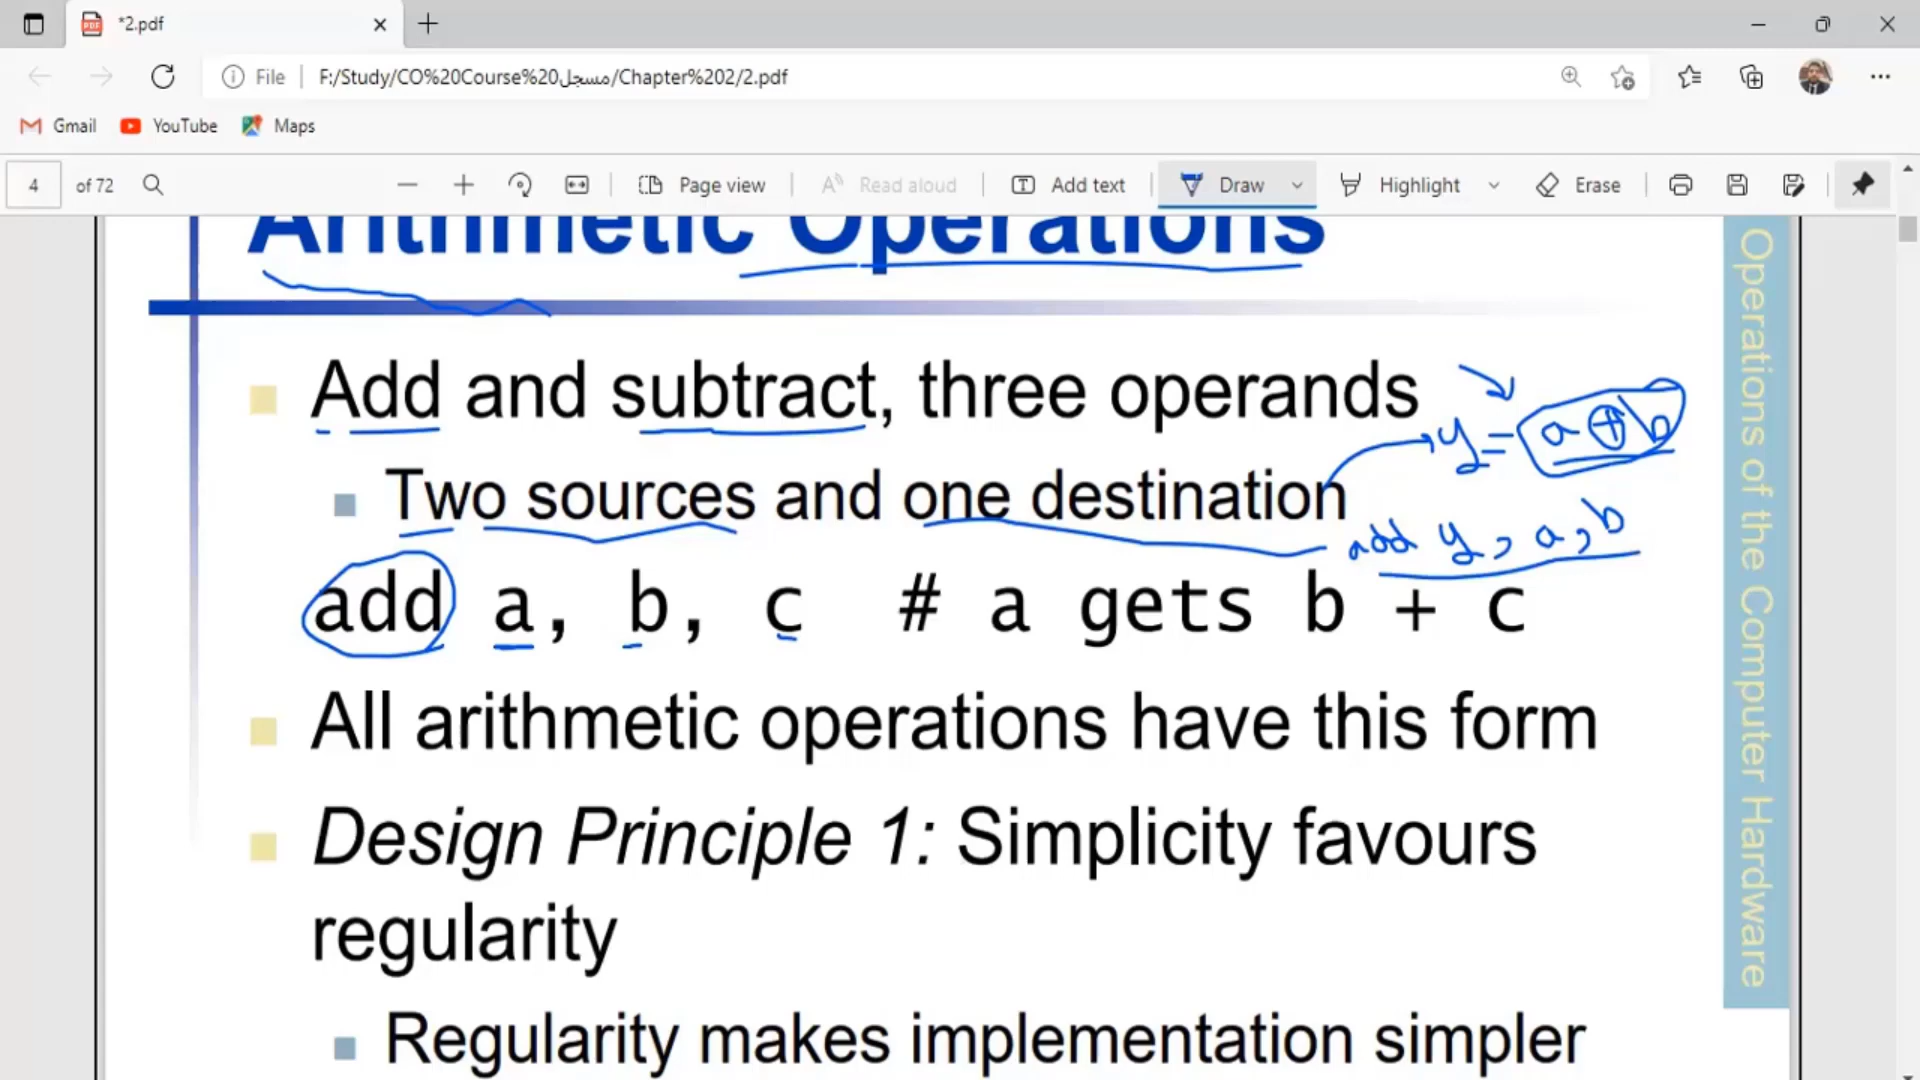 *2.pdf
File F:/Study/CO%20Course%20مسجل/Chapter%202/2.pdf
Gmail YouTube Maps
4 of 72 Page view Read aloud Add text Draw Highlight Erase
Arithmetic Operations
Add and subtract, three operands
y = a + b
Two sources and one destination
add y, a, b
add a, b, c # a gets b + c
All arithmetic operations have this form
Design Principle 1: Simplicity favours
regularity
Regularity makes implementation simpler
Operations of the Computer Hardware